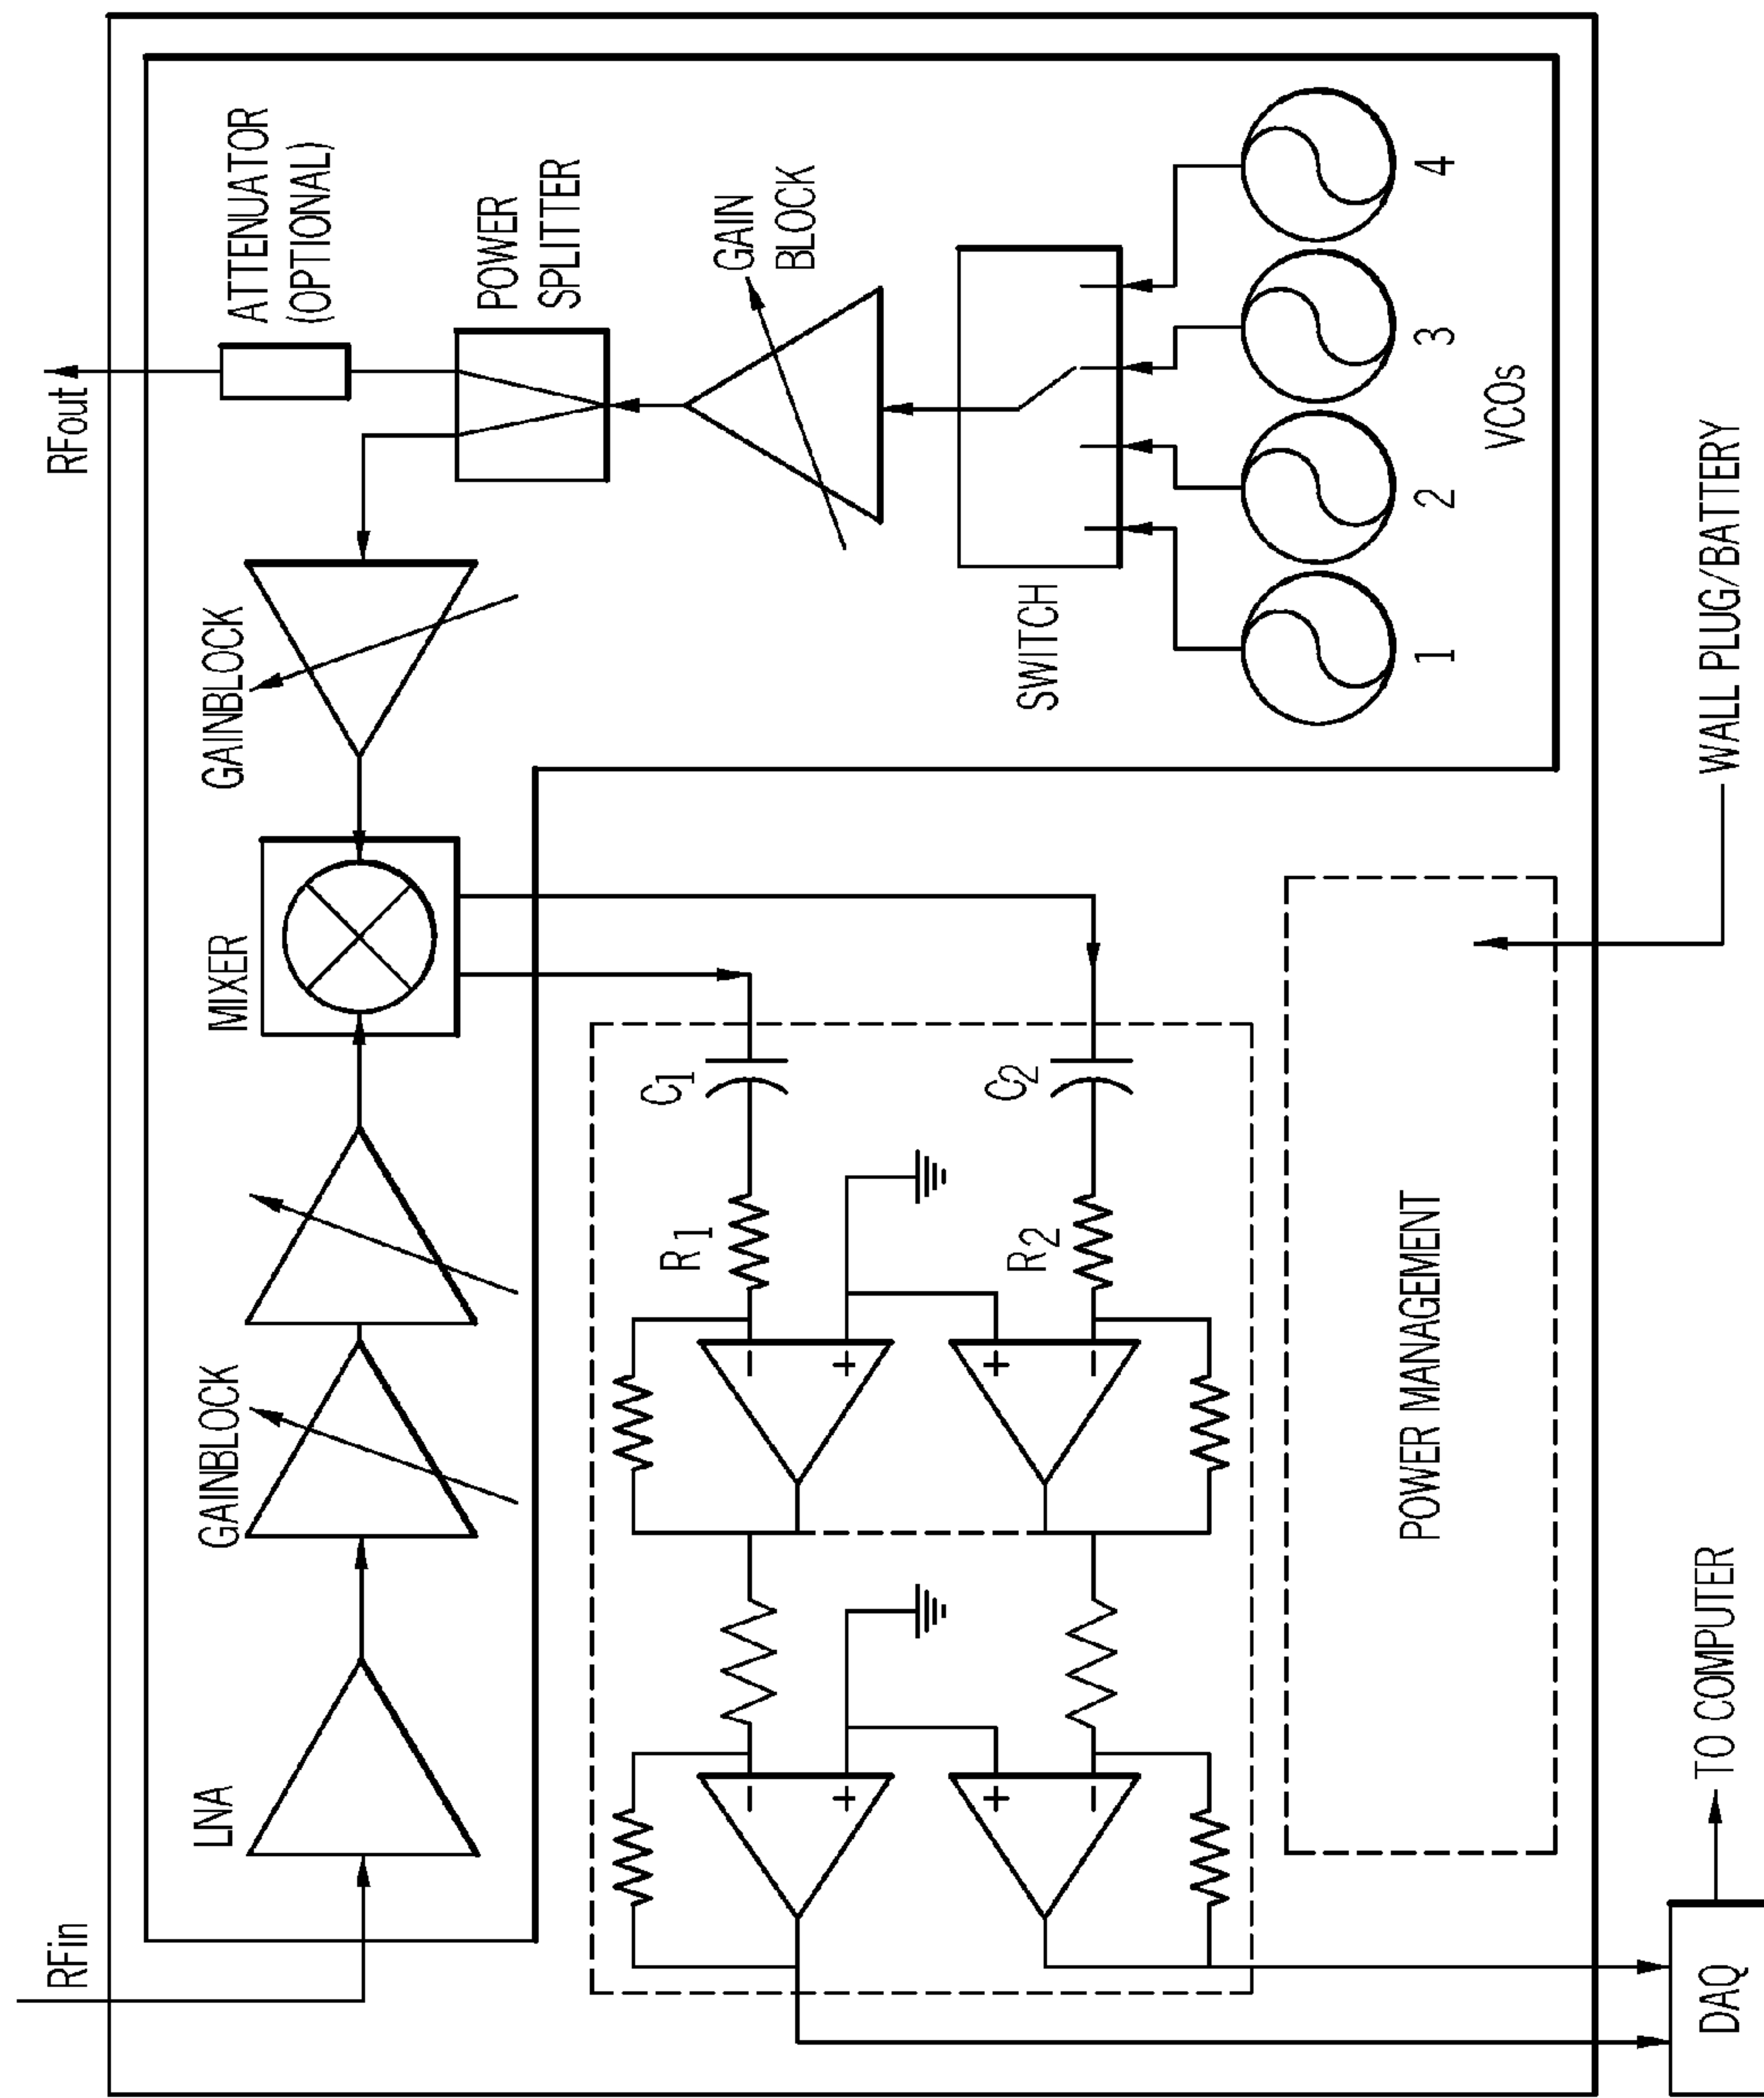 RFin
RFout
LNA
GAINBLOCK
MIXER
GAINBLOCK
ATTENUATOR
(OPTIONAL)
POWER
SPLITTER
GAIN
BLOCK
SWITCH
1
2
3
4
VCOs
C1
R1
C2
R2
−
+
+
−
−
+
+
−
POWER MANAGEMENT
WALL PLUG/BATTERY
DAQ
TO COMPUTER